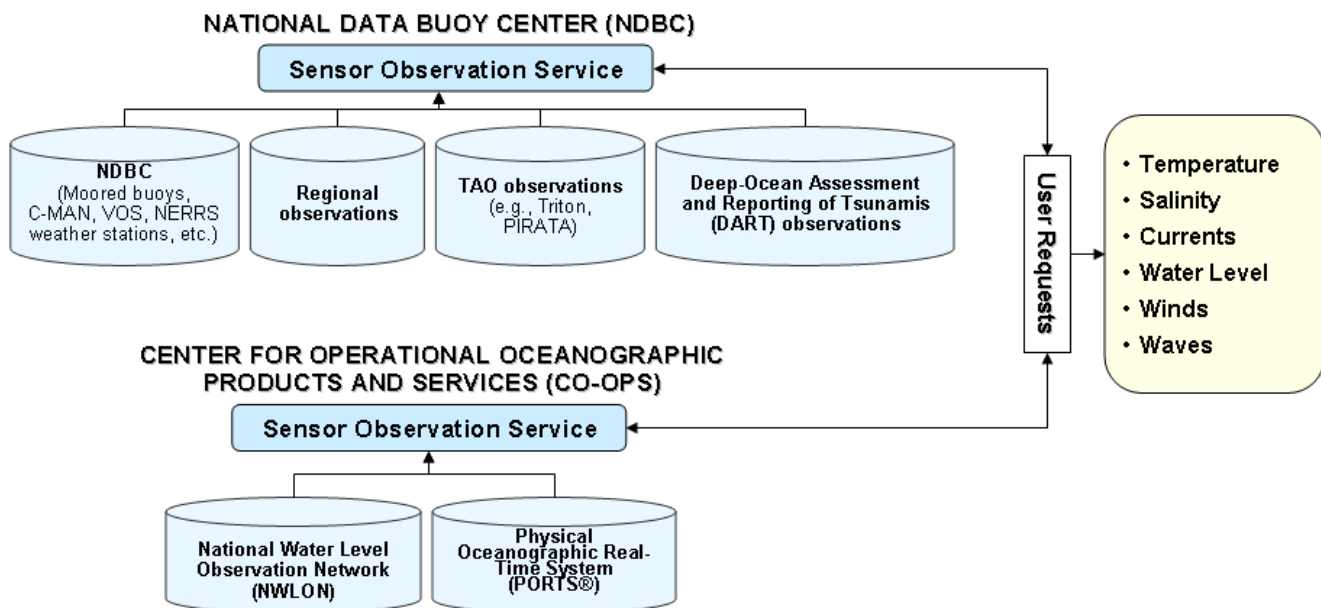 NATIONAL DATA BUOY CENTER (NDBC)
Sensor Observation Service
NDBC
(Moored buoys,
C-MAN, VOS, NERRS
weather stations, etc.)
Regional
observations
TAO observations
(e.g., Triton,
PIRATA)
Deep-Ocean Assessment
and Reporting of Tsunamis
(DART) observations
User Requests
• Temperature
• Salinity
• Currents
• Water Level
• Winds
• Waves
CENTER FOR OPERATIONAL OCEANOGRAPHIC
PRODUCTS AND SERVICES (CO-OPS)
Sensor Observation Service
National Water Level
Observation Network
(NWLON)
Physical
Oceanographic Real-
Time System
(PORTS®)